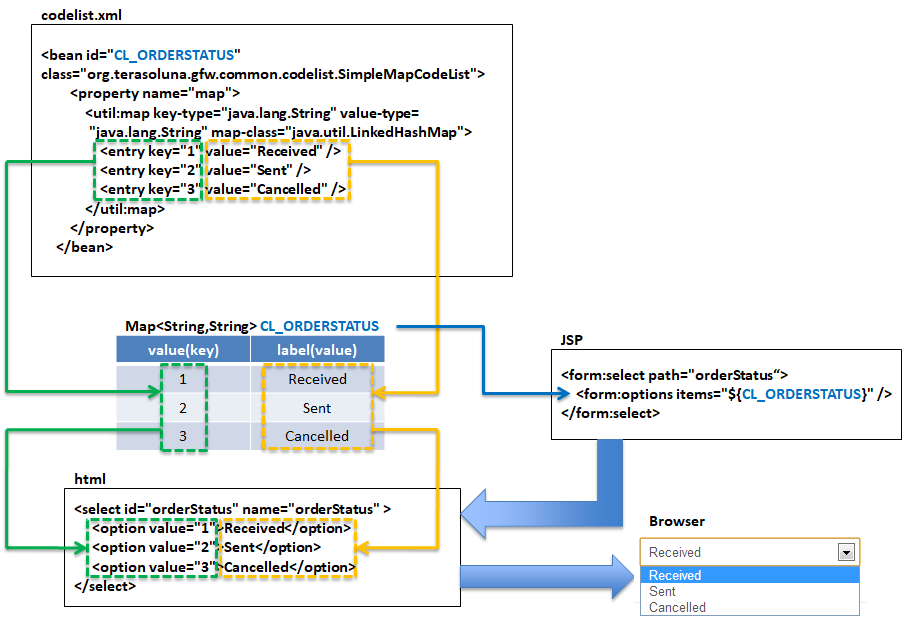 codelist.xml
<bean id="CL_ORDERSTATUS"
class="org.terasoluna.gfw.common.codelist.SimpleMapCodeList">
<property name="map">
<util:map key-type="java.lang.String" value-type=
"java.lang.String" map-class="java.util.LinkedHashMap">
<entry key="1" value="Received" />
<entry key="2" value="Sent" />
<entry key="3" value="Cancelled" />
</util:map>
</property>
</bean>
Map<String,String> CL_ORDERSTATUS
value(key) label(value)
1 Received
2 Sent
3 Cancelled
JSP
<form:select path="orderStatus“>
<form:options items="${CL_ORDERSTATUS}" />
</form:select>
html
<select id="orderStatus" name="orderStatus" >
<option value="1">Received</option>
<option value="2">Sent</option>
<option value="3">Cancelled</option>
</select>
Browser
Received
Received
Sent
Cancelled